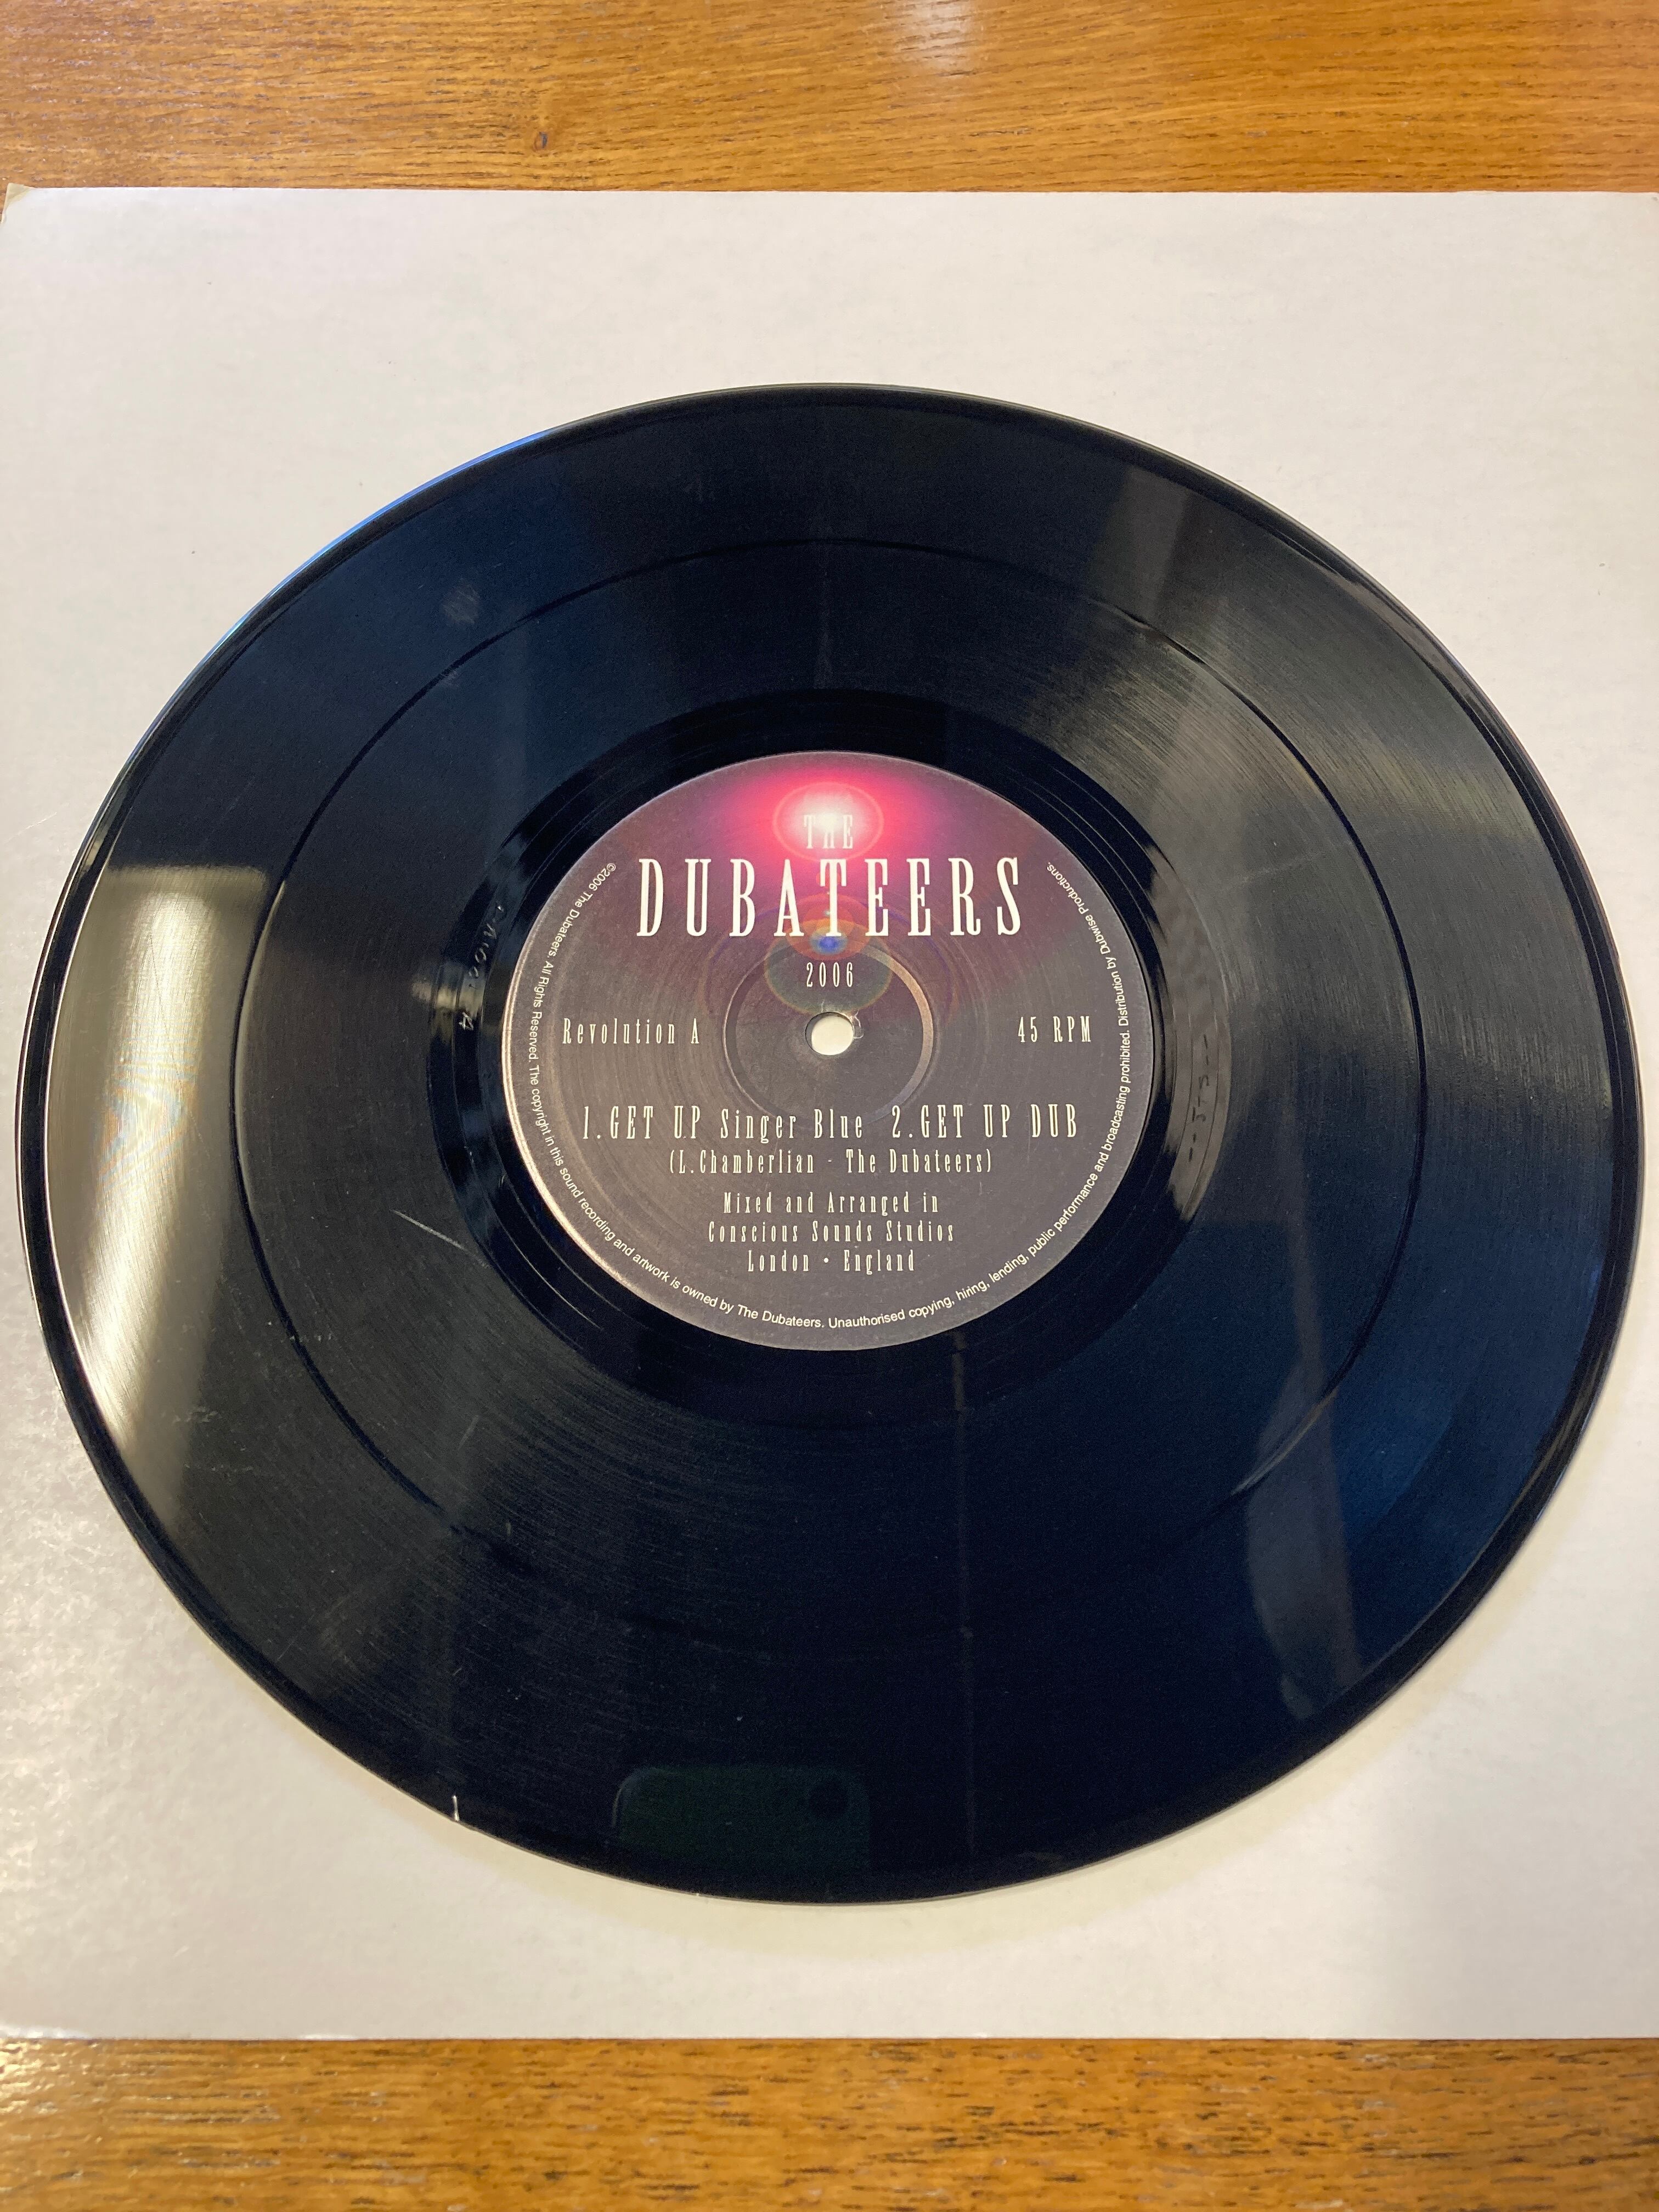 THE
DUBATEERS
2006
Revolution A
45 RPM
1.GET UP Singer Blue 2.GET UP DUB
(L.Chamberlian - The Dubateers)
Mixed and Arranged in
Conscious Sounds Studios
London • England
©2006 The Dubateers. All Rights Reserved. The copyright in this sound recording and artwork is owned by The Dubateers. Unauthorised copying, hiring, lending, public performance and broadcasting prohibited. Distribution by Dubwise Productions.